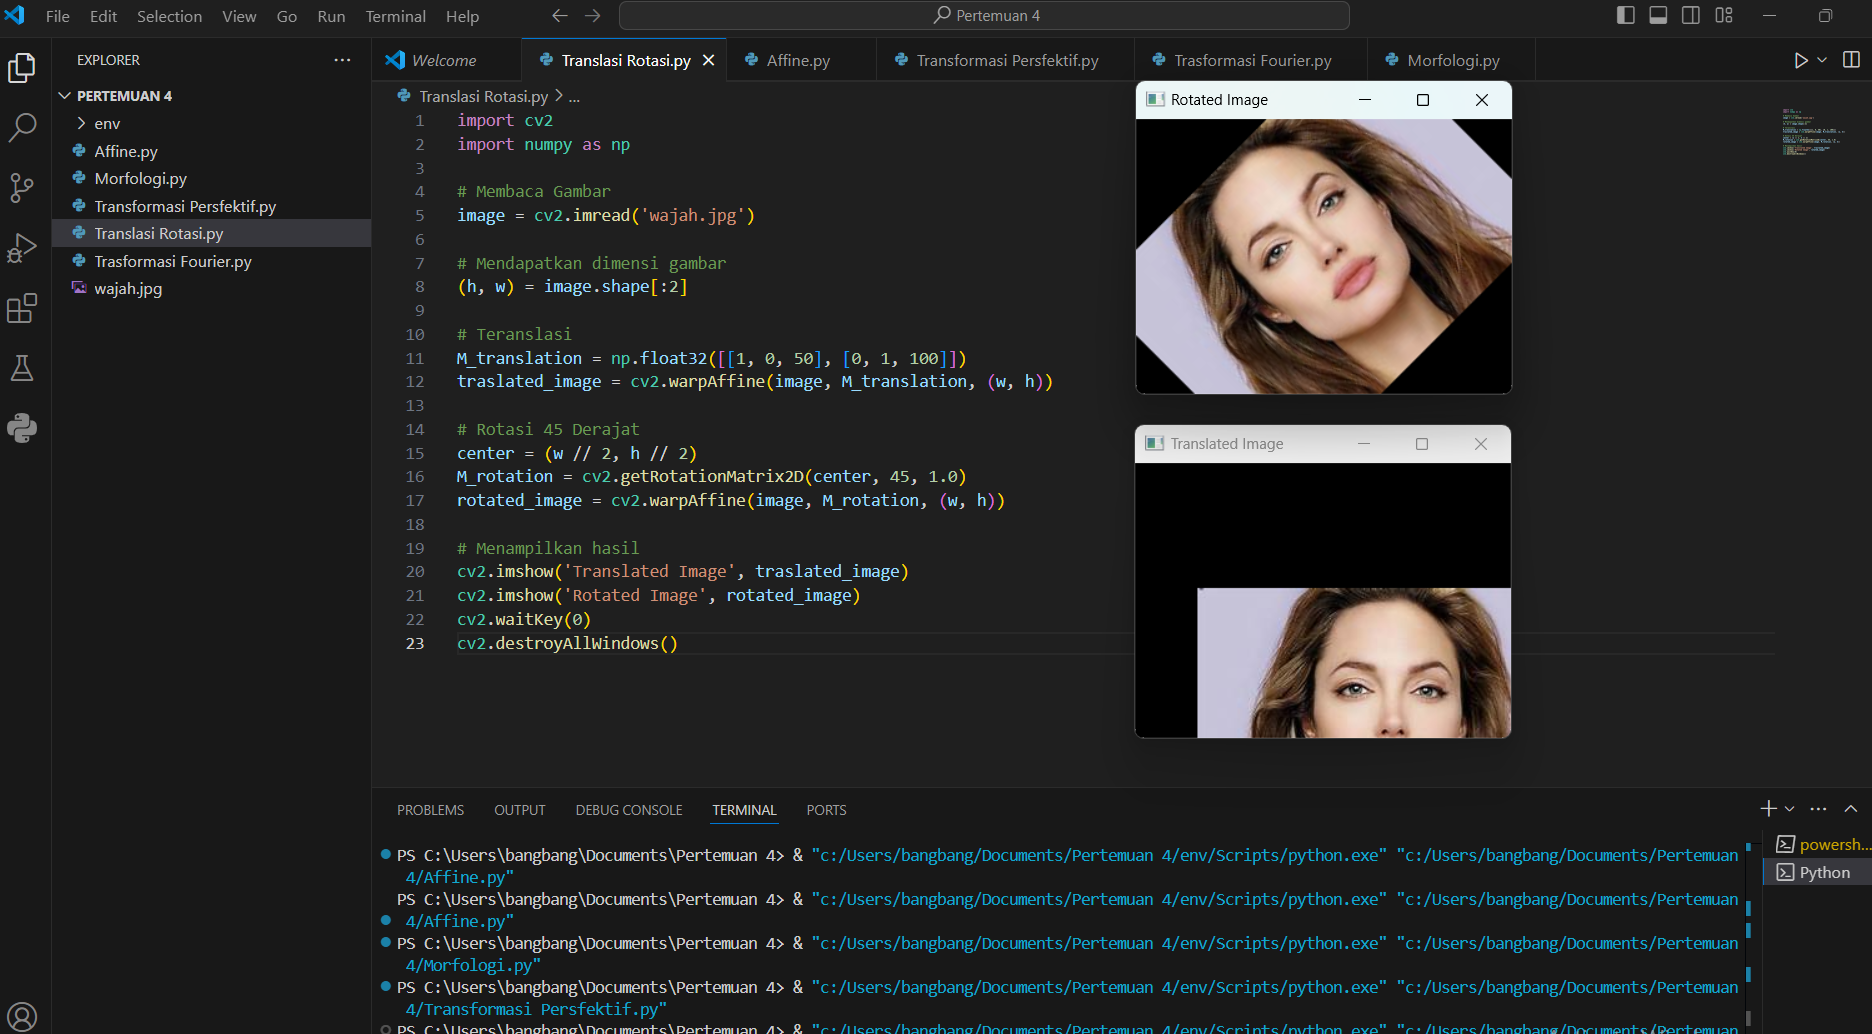 File Edit Selection View Go Run Terminal Help
Pertemuan 4
EXPLORER
PERTEMUAN 4
env
Affine.py
Morfologi.py
Transformasi Persfektif.py
Translasi Rotasi.py
Trasformasi Fourier.py
wajah.jpg
Welcome
Translasi Rotasi.py
Affine.py
Transformasi Persfektif.py
Trasformasi Fourier.py
Morfologi.py
Translasi Rotasi.py > ...
1 import cv2
2 import numpy as np
3
4 # Membaca Gambar
5 image = cv2.imread('wajah.jpg')
6
7 # Mendapatkan dimensi gambar
8 (h, w) = image.shape[:2]
9
10 # Teranslasi
11 M_translation = np.float32([[1, 0, 50], [0, 1, 100]])
12 traslated_image = cv2.warpAffine(image, M_translation, (w, h))
13
14 # Rotasi 45 Derajat
15 center = (w // 2, h // 2)
16 M_rotation = cv2.getRotationMatrix2D(center, 45, 1.0)
17 rotated_image = cv2.warpAffine(image, M_rotation, (w, h))
18
19 # Menampilkan hasil
20 cv2.imshow('Translated Image', traslated_image)
21 cv2.imshow('Rotated Image', rotated_image)
22 cv2.waitKey(0)
23 cv2.destroyAllWindows()
Rotated Image
Translated Image
PROBLEMS OUTPUT DEBUG CONSOLE TERMINAL PORTS
PS C:\Users\bangbang\Documents\Pertemuan 4> & "c:/Users/bangbang/Documents/Pertemuan 4/env/Scripts/python.exe" "c:/Users/bangbang/Documents/Pertemuan
4/Affine.py"
PS C:\Users\bangbang\Documents\Pertemuan 4> & "c:/Users/bangbang/Documents/Pertemuan 4/env/Scripts/python.exe" "c:/Users/bangbang/Documents/Pertemuan
4/Affine.py"
PS C:\Users\bangbang\Documents\Pertemuan 4> & "c:/Users/bangbang/Documents/Pertemuan 4/env/Scripts/python.exe" "c:/Users/bangbang/Documents/Pertemuan
4/Morfologi.py"
PS C:\Users\bangbang\Documents\Pertemuan 4> & "c:/Users/bangbang/Documents/Pertemuan 4/env/Scripts/python.exe" "c:/Users/bangbang/Documents/Pertemuan
4/Transformasi Persfektif.py"
PS C:\Users\bangbang\Documents\Pertemuan 4> & "c:/Users/bangbang/Documents/Pertemuan 4/env/Scripts/python.exe" "c:/Users/bangbang/Documents/Pertemuan
powersh...
Python